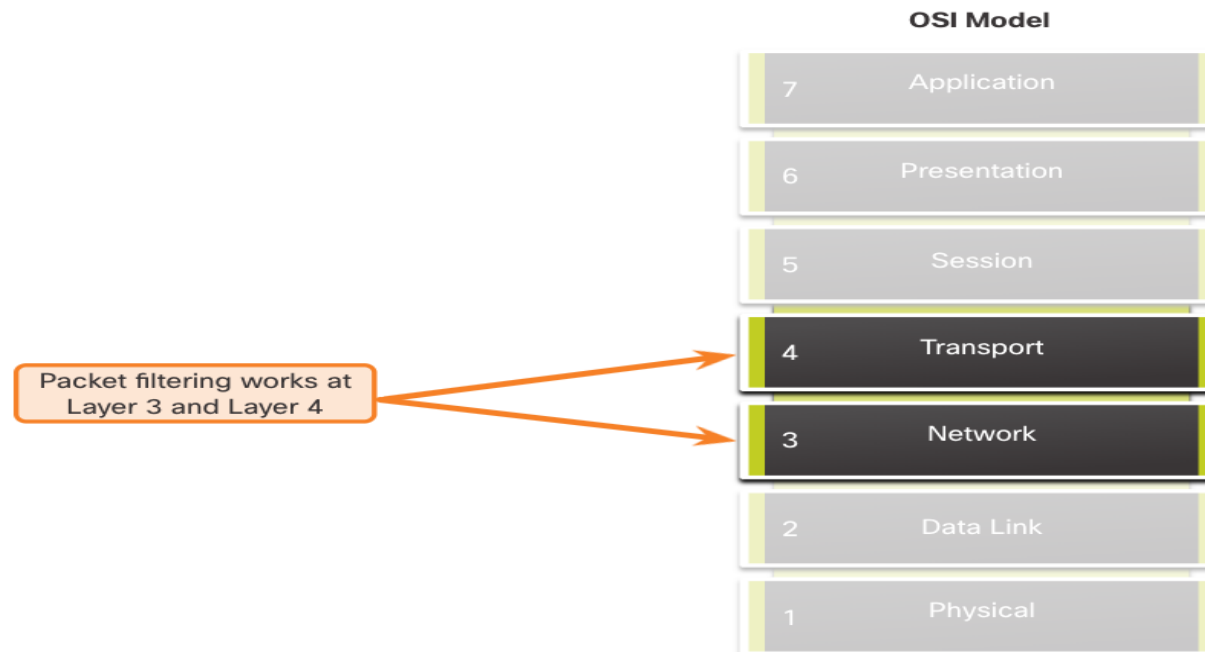 OSI Model
7 Application
6 Presentation
5 Session
4 Transport
Packet filtering works at
Layer 3 and Layer 4
3 Network
2 Data Link
1 Physical